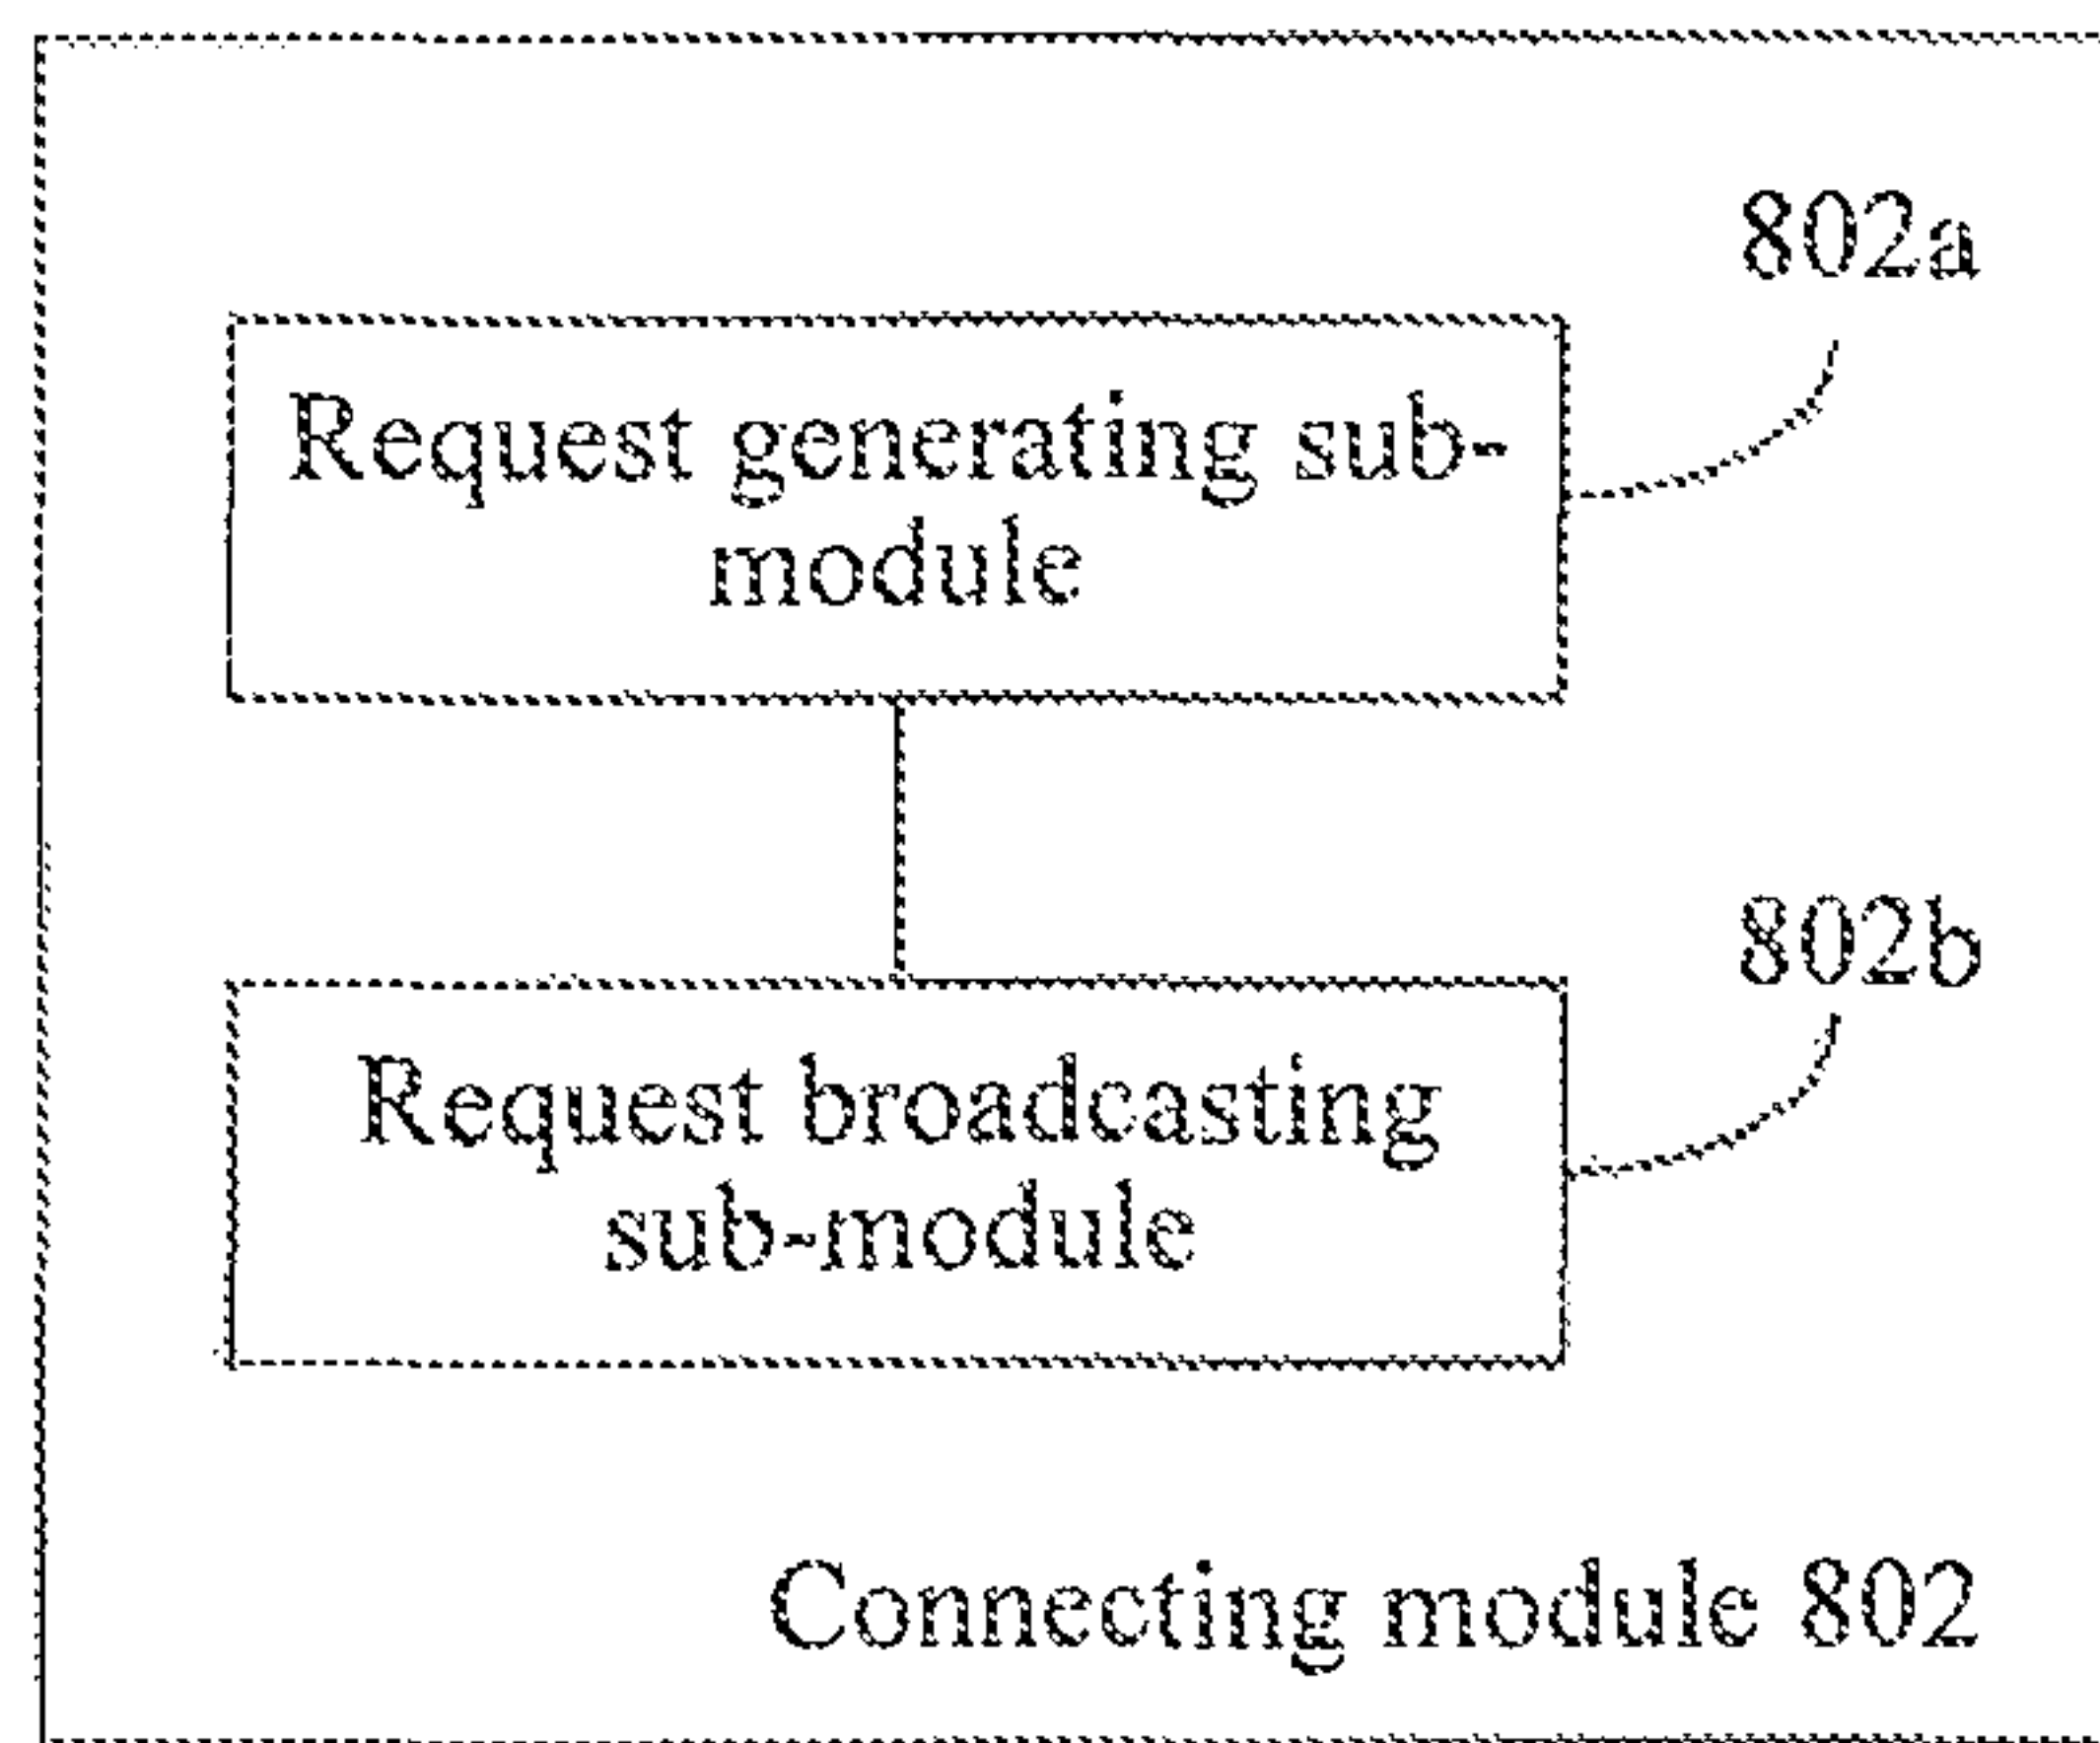 802a
Request generating sub-
module
802b
Request broadcasting
sub-module
Connecting module 802